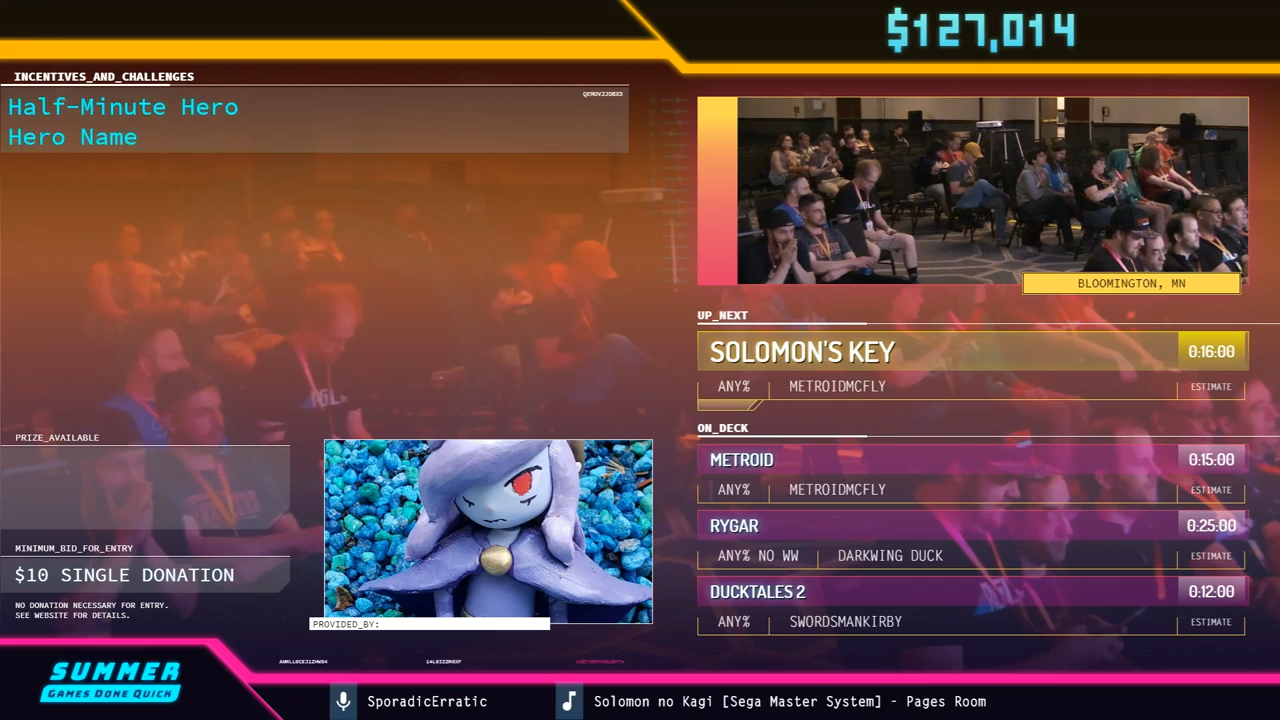 $127,014
INCENTIVES_AND_CHALLENGES
Half-Minute Hero
Hero Name
BLOOMINGTON, MN
UP_NEXT
SOLOMON'S KEY
0:16:00
ANY%
METROIDMCFLY
ESTIMATE
ON_DECK
METROID
0:15:00
ANY%
METROIDMCFLY
ESTIMATE
RYGAR
0:25:00
ANY% NO WW
DARKWING DUCK
ESTIMATE
DUCKTALES 2
0:12:00
ANY%
SWORDSMANKIRBY
ESTIMATE
PRIZE_AVAILABLE
MINIMUM_BID_FOR_ENTRY
$10 SINGLE DONATION
NO DONATION NECESSARY FOR ENTRY.
SEE WEBSITE FOR DETAILS.
PROVIDED_BY:
SUMMER
GAMES DONE QUICK
SporadicErratic
Solomon no Kagi [Sega Master System] - Pages Room